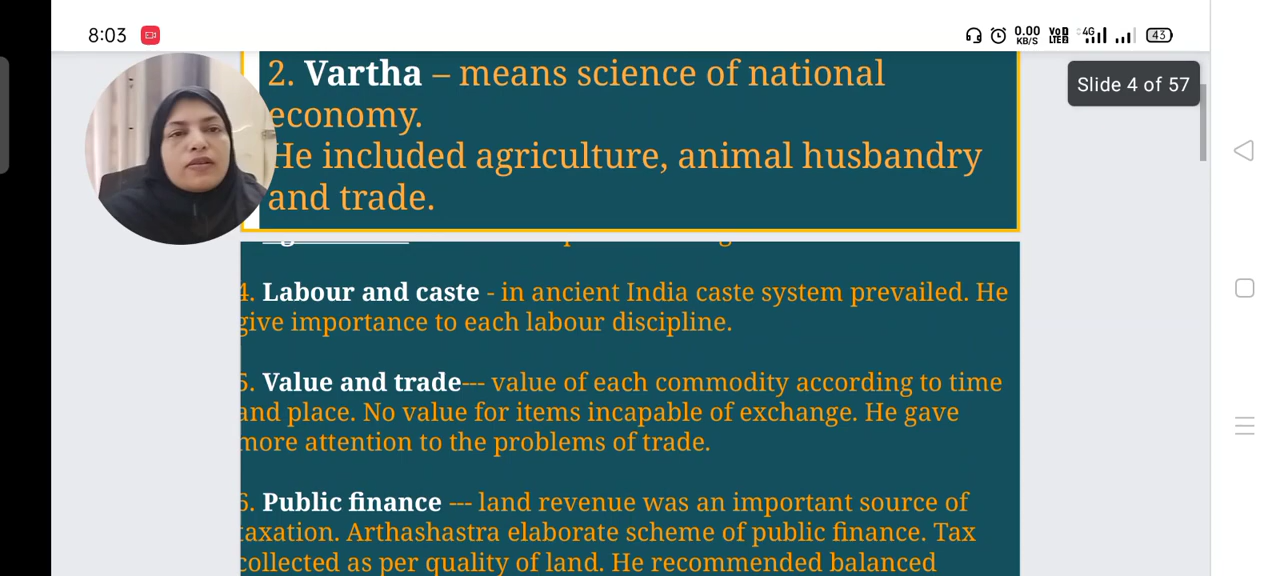 8:03
0.00
KB/S
VoD
LTE2
4G
43
Slide 4 of 57
2. Vartha – means science of national
economy.
He included agriculture, animal husbandry
and trade.
4. Labour and caste - in ancient India caste system prevailed. He
give importance to each labour discipline.
5. Value and trade--- value of each commodity according to time
and place. No value for items incapable of exchange. He gave
more attention to the problems of trade.
6. Public finance --- land revenue was an important source of
taxation. Arthashastra elaborate scheme of public finance. Tax
collected as per quality of land. He recommended balanced